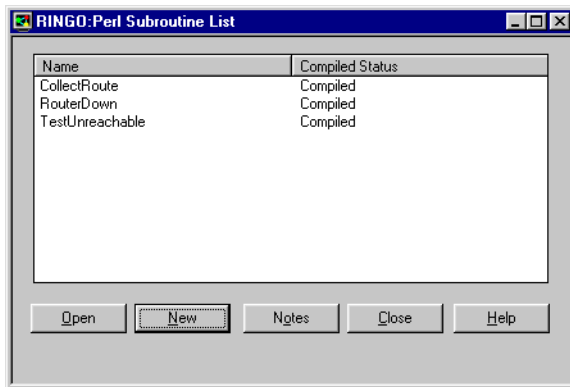 RINGO:Perl Subroutine List
Name Compiled Status
CollectRoute Compiled
RouterDown Compiled
TestUnreachable Compiled
Open New Notes Close Help